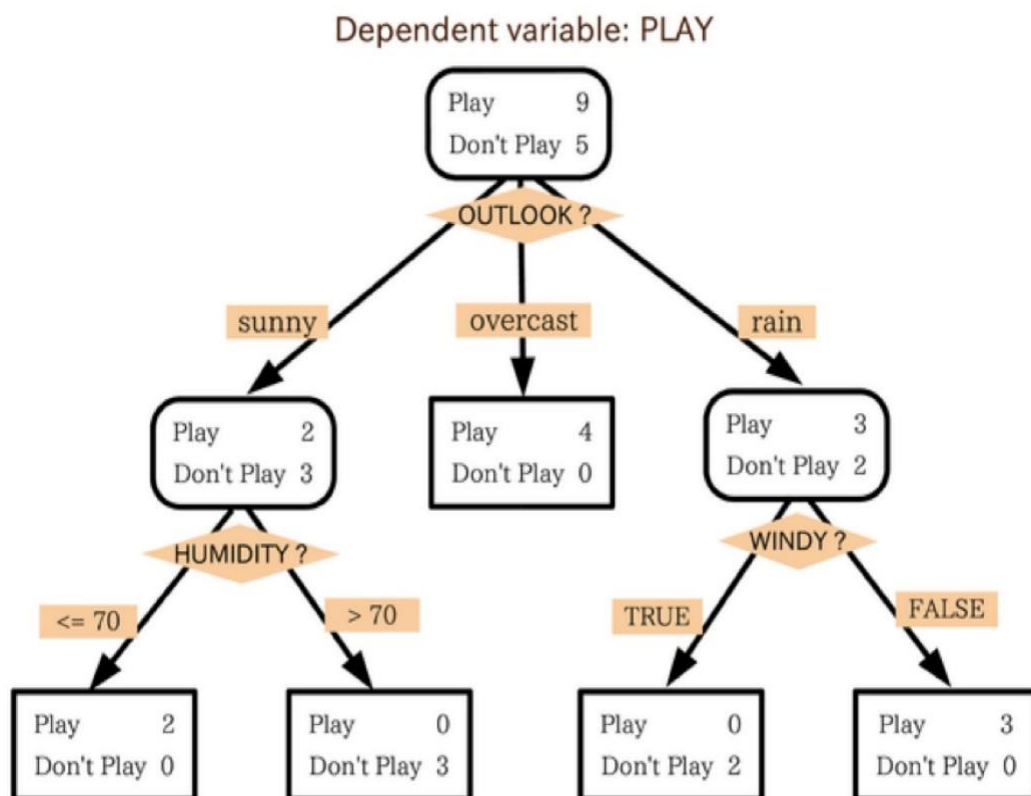 Dependent variable: PLAY
Play 9
Don't Play 5
OUTLOOK ?
sunny
overcast
rain
Play 2
Don't Play 3
Play 4
Don't Play 0
Play 3
Don't Play 2
HUMIDITY ?
WINDY ?
<= 70
> 70
TRUE
FALSE
Play 2
Don't Play 0
Play 0
Don't Play 3
Play 0
Don't Play 2
Play 3
Don't Play 0